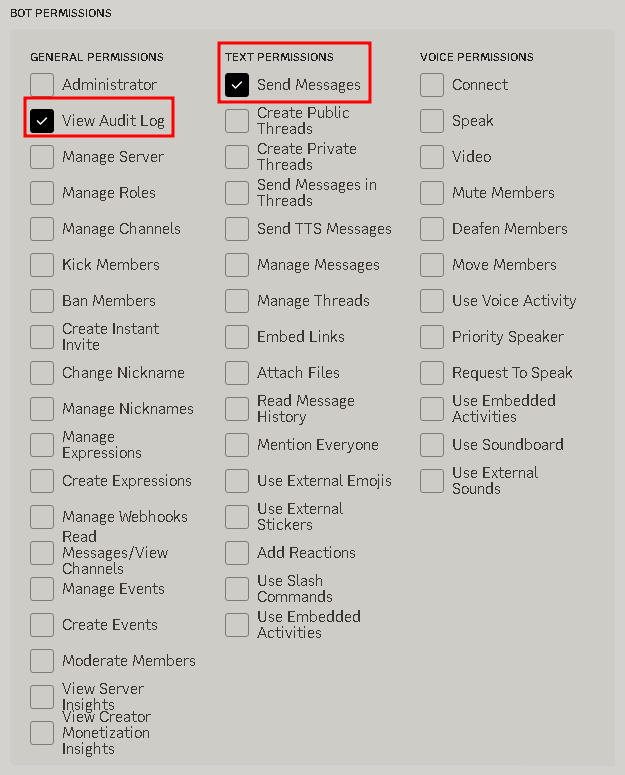 BOT PERMISSIONS
GENERAL PERMISSIONS
Administrator
View Audit Log
Manage Server
Manage Roles
Manage Channels
Kick Members
Ban Members
Create Instant
Invite
Change Nickname
Manage Nicknames
Manage
Expressions
Create Expressions
Manage Webhooks
Read
Messages/View
Channels
Manage Events
Create Events
Moderate Members
View Server
Insights
View Creator
Monetization
Insights
TEXT PERMISSIONS
Send Messages
Create Public
Threads
Create Private
Threads
Send Messages in
Threads
Send TTS Messages
Manage Messages
Manage Threads
Embed Links
Attach Files
Read Message
History
Mention Everyone
Use External Emojis
Use External
Stickers
Add Reactions
Use Slash
Commands
Use Embedded
Activities
VOICE PERMISSIONS
Connect
Speak
Video
Mute Members
Deafen Members
Move Members
Use Voice Activity
Priority Speaker
Request To Speak
Use Embedded
Activities
Use Soundboard
Use External
Sounds